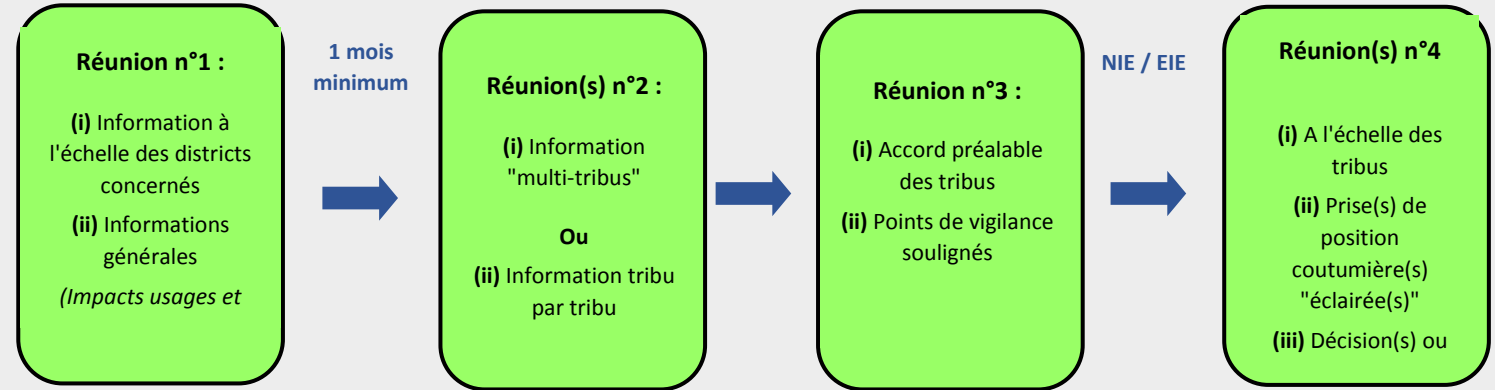 Réunion n°1 :
(i) Information à
l'échelle des districts
concernés
(ii) Informations
générales
(Impacts usages et
1 mois
minimum
Réunion(s) n°2 :
(i) Information
"multi-tribus"
Ou
(ii) Information tribu
par tribu
Réunion n°3 :
(i) Accord préalable
des tribus
(ii) Points de vigilance
soulignés
NIE / EIE
Réunion(s) n°4
(i) A l'échelle des
tribus
(ii) Prise(s) de
position
coutumière(s)
"éclairée(s)"
(iii) Décision(s) ou